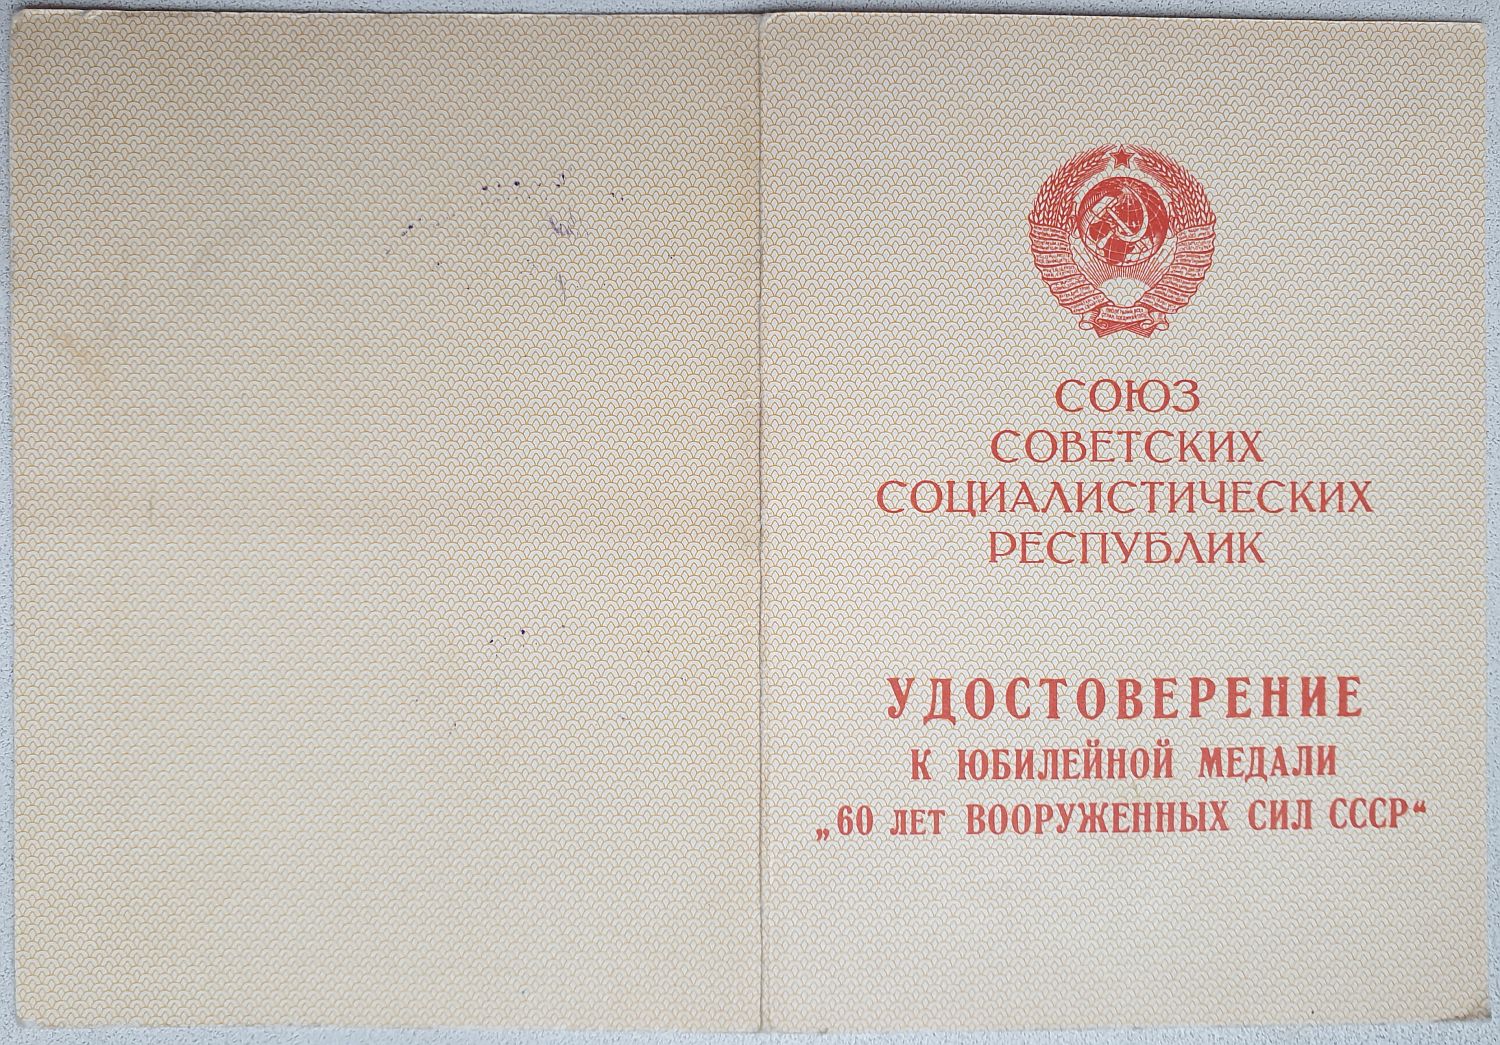 СОЮЗ
СОВЕТСКИХ
СОЦИАЛИСТИЧЕСКИХ
РЕСПУБЛИК
УДОСТОВЕРЕНИЕ
К ЮБИЛЕЙНОЙ МЕДАЛИ
„60 ЛЕТ ВООРУЖЕННЫХ СИЛ СССР“